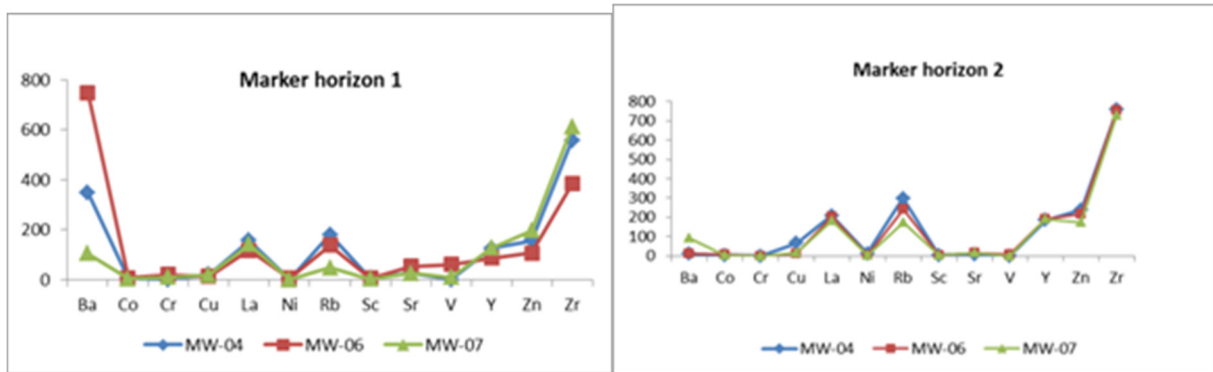 Marker horizon 1
800
600
400
200
0
Ba Co Cr Cu La Ni Rb Sc Sr V Y Zn Zr
MW-04 MW-06 MW-07
Marker horizon 2
800
700
600
500
400
300
200
100
0
Ba Co Cr Cu La Ni Rb Sc Sr V Y Zn Zr
MW-04 MW-06 MW-07